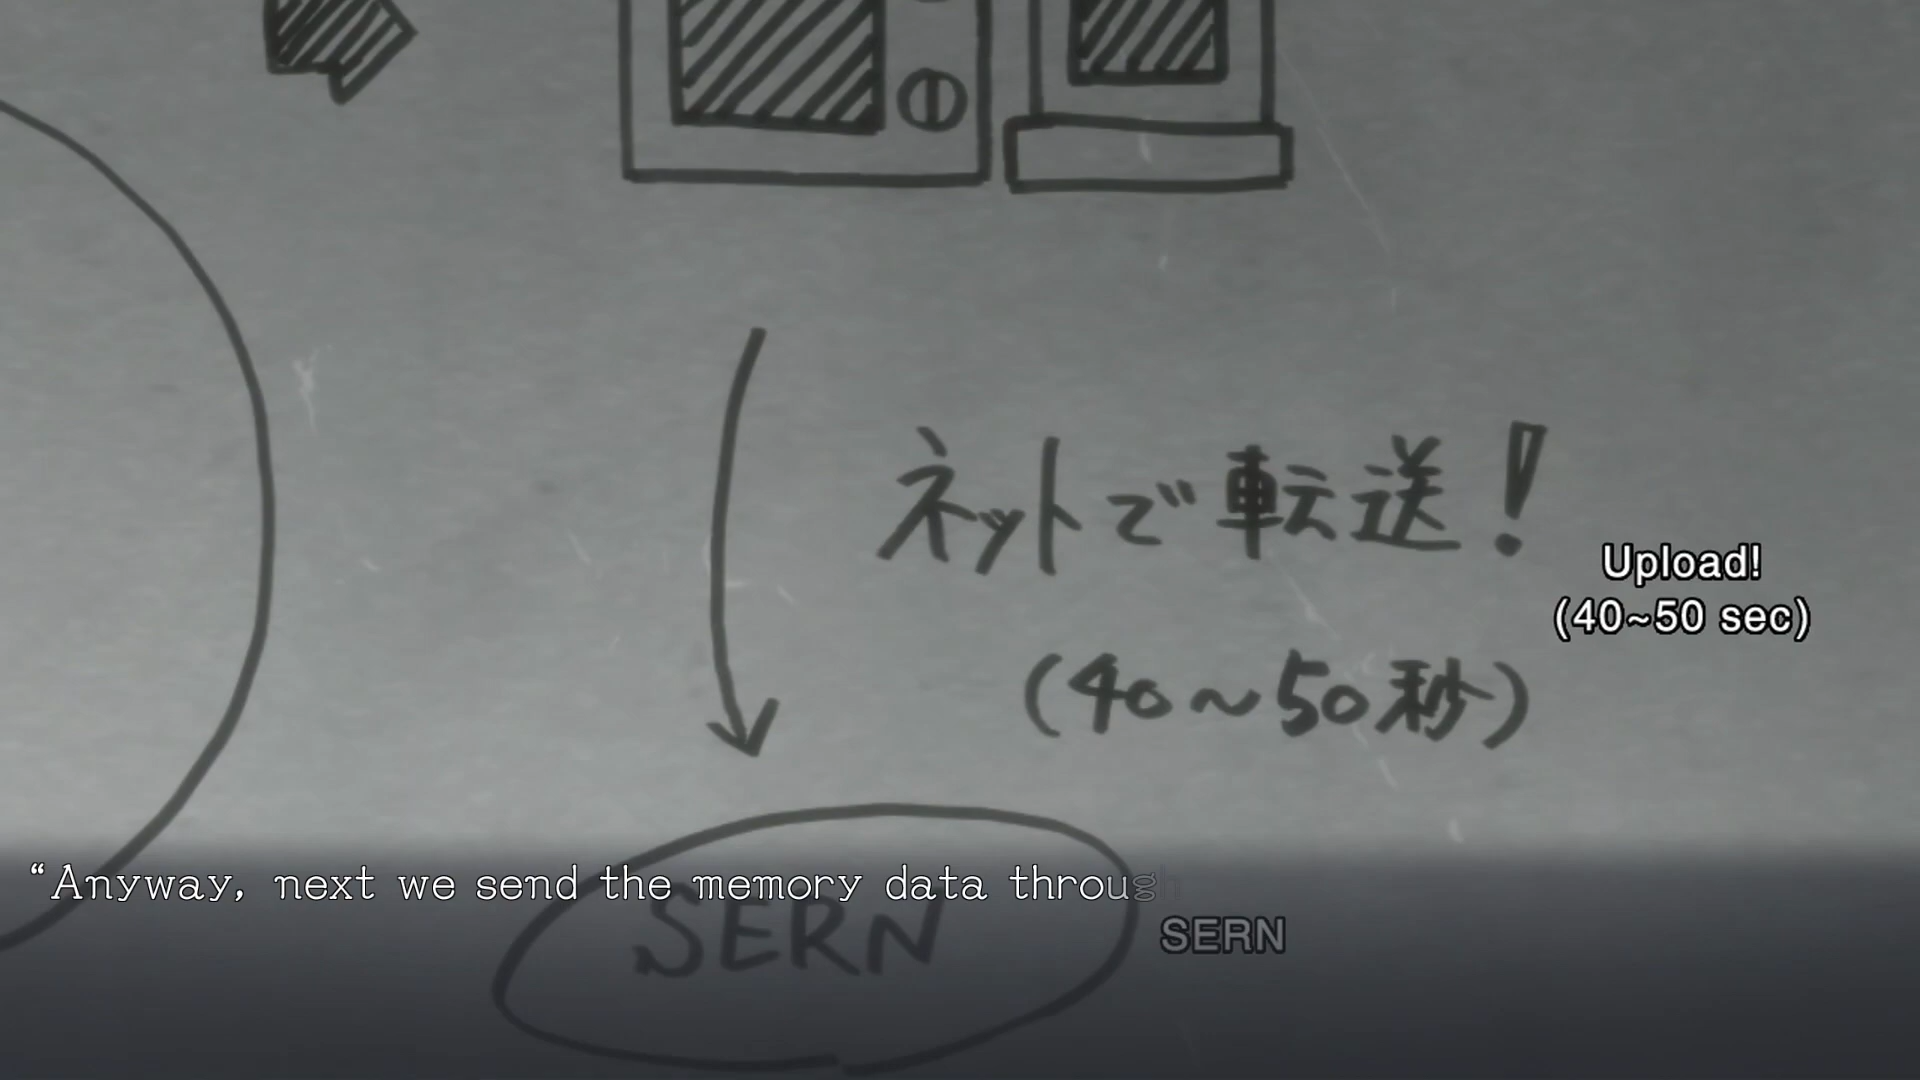 ネットで転送!
Upload!
(40~50 sec)
(40～50秒)
“Anyway, next we send the memory data through
SERN
SERN